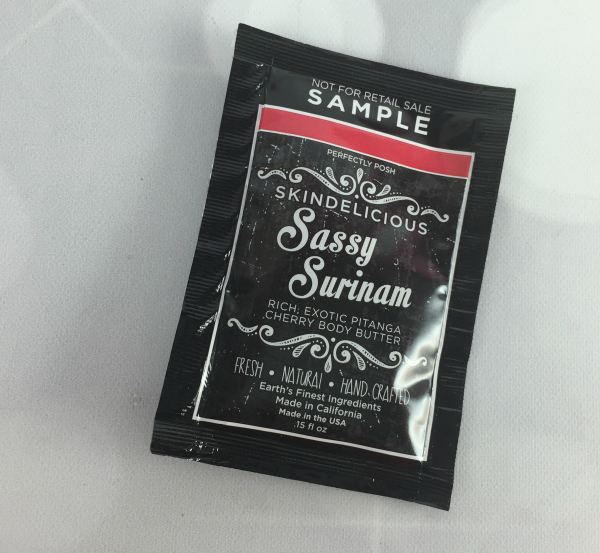 NOT FOR RETAIL SALE
SAMPLE
PERFECTLY POSH
SKINDELICIOUS
Sassy
Surinam
RICH, EXOTIC PITANGA
CHERRY BODY BUTTER
FRESH • NATURAL • HAND-CRAFTED
Earth's Finest Ingredients
Made in California
Made in the USA
.15 fl oz